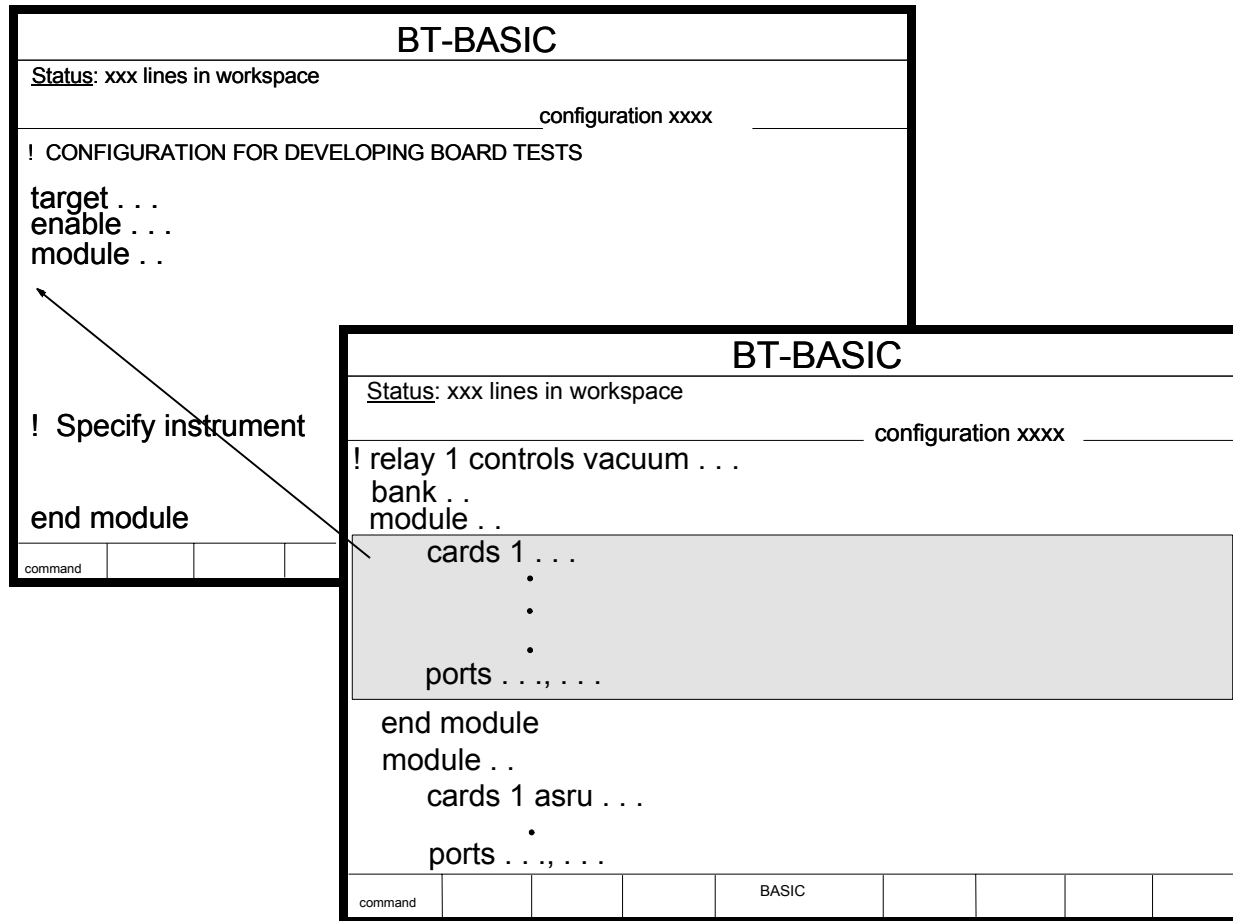 BT-BASIC
Status: xxx lines in workspace
configuration xxxx
! CONFIGURATION FOR DEVELOPING BOARD TESTS
target . . .
enable . . .
module . .
! Specify instrument
end module
command
BT-BASIC
Status: xxx lines in workspace
configuration xxxx
! relay 1 controls vacuum . . .
bank . .
module . .
cards 1 . . .
.
.
.
ports . . ., . . .
end module
module . .
cards 1 asru . . .
.
ports . . ., . . .
command
BASIC